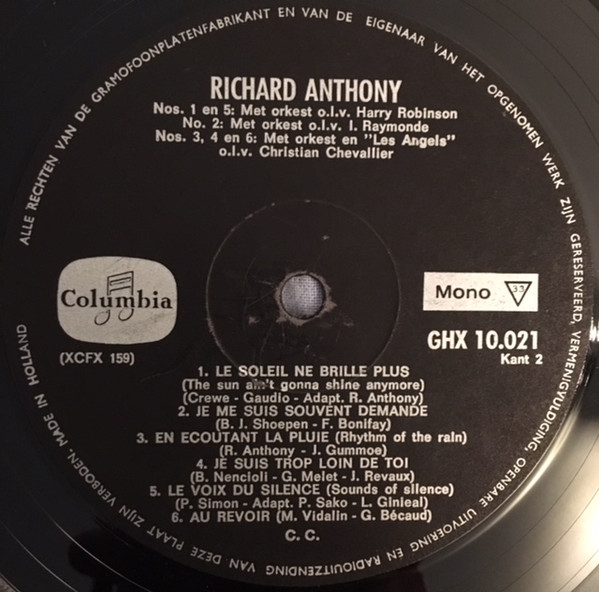 ALLE RECHTEN VAN DE GRAMOFOONPLATENFABRIKANT EN VAN DE EIGENAAR VAN HET OPGENOMEN WERK ZIJN GERESERVEERD, VERMENIGVULDIGING, OPENBARE UITVOERING EN RADIOUITZENDING VAN DEZE PLAAT ZIJN VERBODEN. MADE IN HOLLAND
RICHARD ANTHONY
Nos. 1 en 5: Met orkest o.l.v. Harry Robinson
No. 2: Met orkest o.l.v. I. Raymonde
Nos. 3, 4 en 6: Met orkest en "Les Angels"
o.l.v. Christian Chevallier
Columbia
(XCFX 159)
Mono 33
GHX 10.021
Kant 2
1. LE SOLEIL NE BRILLE PLUS
(The sun ain't gonna shine anymore)
(Crewe - Gaudio - Adapt. R. Anthony)
2. JE ME SUIS SOUVENT DEMANDE
(B. J. Shoepen - F. Bonifay)
3. EN ECOUTANT LA PLUIE (Rhythm of the rain)
(R. Anthony - J. Gummoe)
4. JE SUIS TROP LOIN DE TOI
(B. Nencioli - G. Melet - J. Revaux)
5. LE VOIX DU SILENCE (Sounds of silence)
(P. Simon - Adapt. P. Sako - L. Ginieal)
6. AU REVOIR (M. Vidalin - G. Bécaud)
C. C.